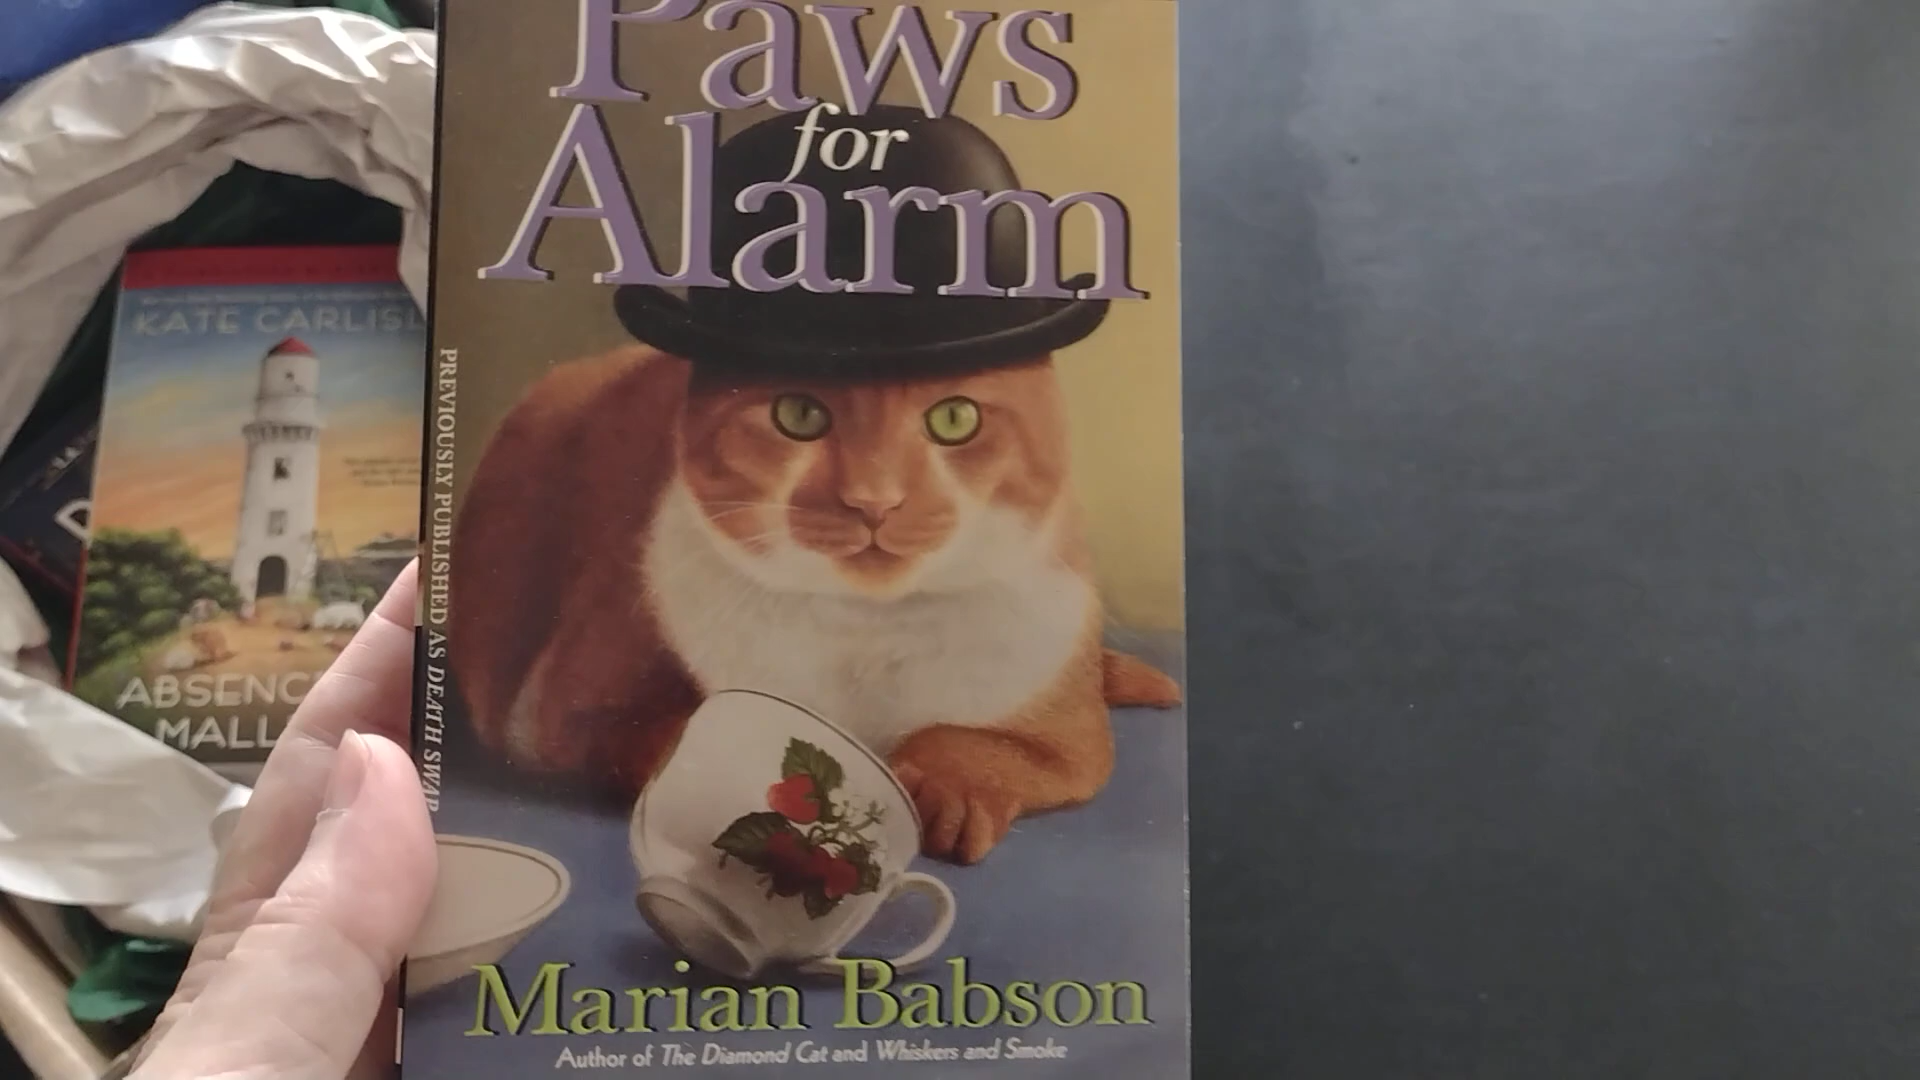 Paws
for
Alarm
PREVIOUSLY PUBLISHED AS DEATH SWAP
Marian Babson
Author of The Diamond Cat and Whiskers and Smoke
KATE CARLISL
ABSENC
MALL